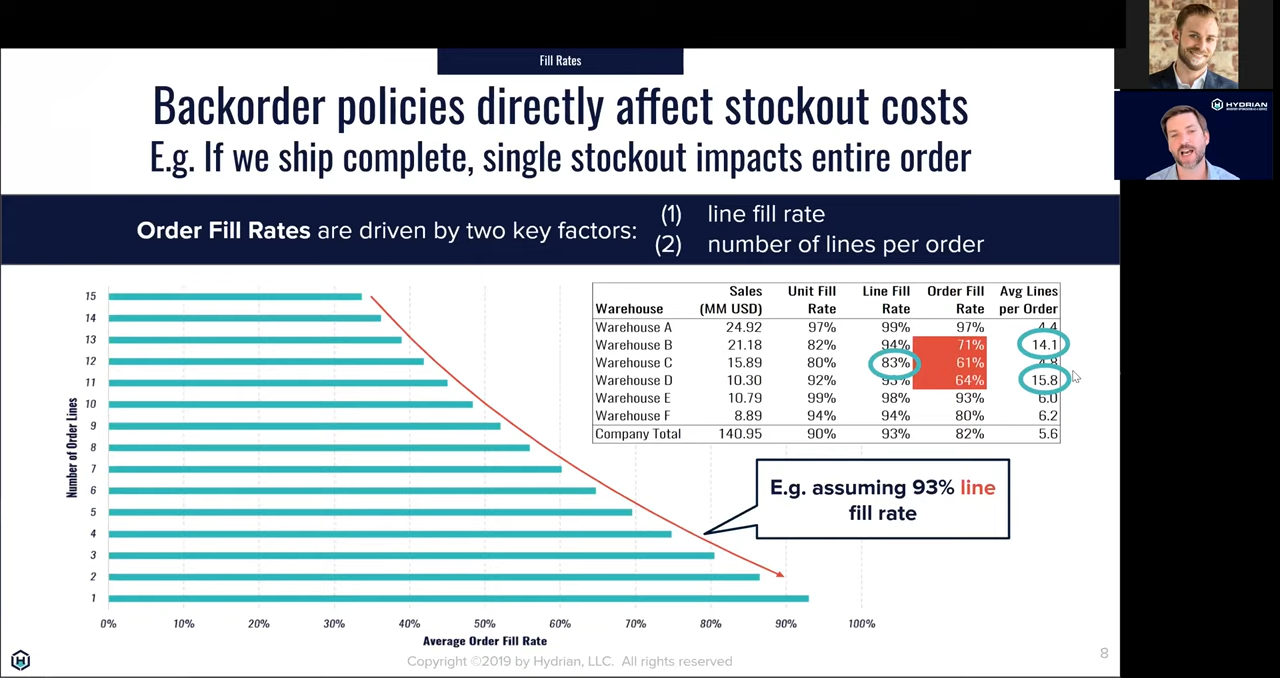 Fill Rates
Backorder policies directly affect stockout costs
E.g. If we ship complete, single stockout impacts entire order
Order Fill Rates are driven by two key factors:
(1) line fill rate
(2) number of lines per order
HYDRIAN
Number of Order Lines
15
14
13
12
11
10
9
8
7
6
5
4
3
2
1
0% 10% 20% 30% 40% 50% 60% 70% 80% 90% 100%
Average Order Fill Rate
Sales Unit Fill Line Fill Order Fill Avg Lines
Warehouse (MM USD) Rate Rate Rate per Order
Warehouse A 24.92 97% 99% 97% 4.4
Warehouse B 21.18 82% 94% 71% 14.1
Warehouse C 15.89 80% 83% 61% 4.8
Warehouse D 10.30 92% 95% 64% 15.8
Warehouse E 10.79 99% 98% 93% 6.0
Warehouse F 8.89 94% 94% 80% 6.2
Company Total 140.95 90% 93% 82% 5.6
E.g. assuming 93% line
fill rate
Copyright ©2019 by Hydrian, LLC. All rights reserved
8